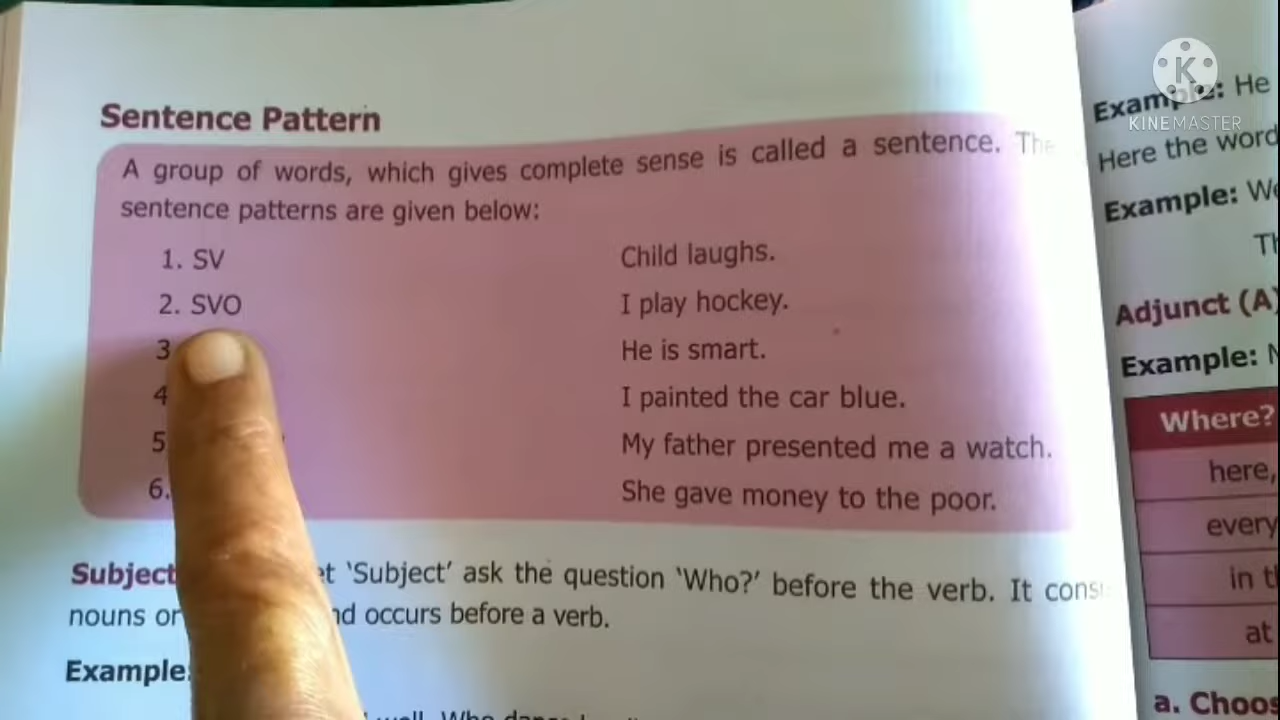 Sentence Pattern
A group of words, which gives complete sense is called a sentence. The
sentence patterns are given below:
1. SV Child laughs.
2. SVO I play hockey.
3 He is smart.
4 I painted the car blue.
5 My father presented me a watch.
6. She gave money to the poor.
Subject 'Subject' ask the question 'Who?' before the verb. It
nouns or occurs before a verb.
Example:
Example: He
Here the word
Example:
Adjunct (A)
Example:
Where?
here,
every
in
at
a.
KINEMASTER